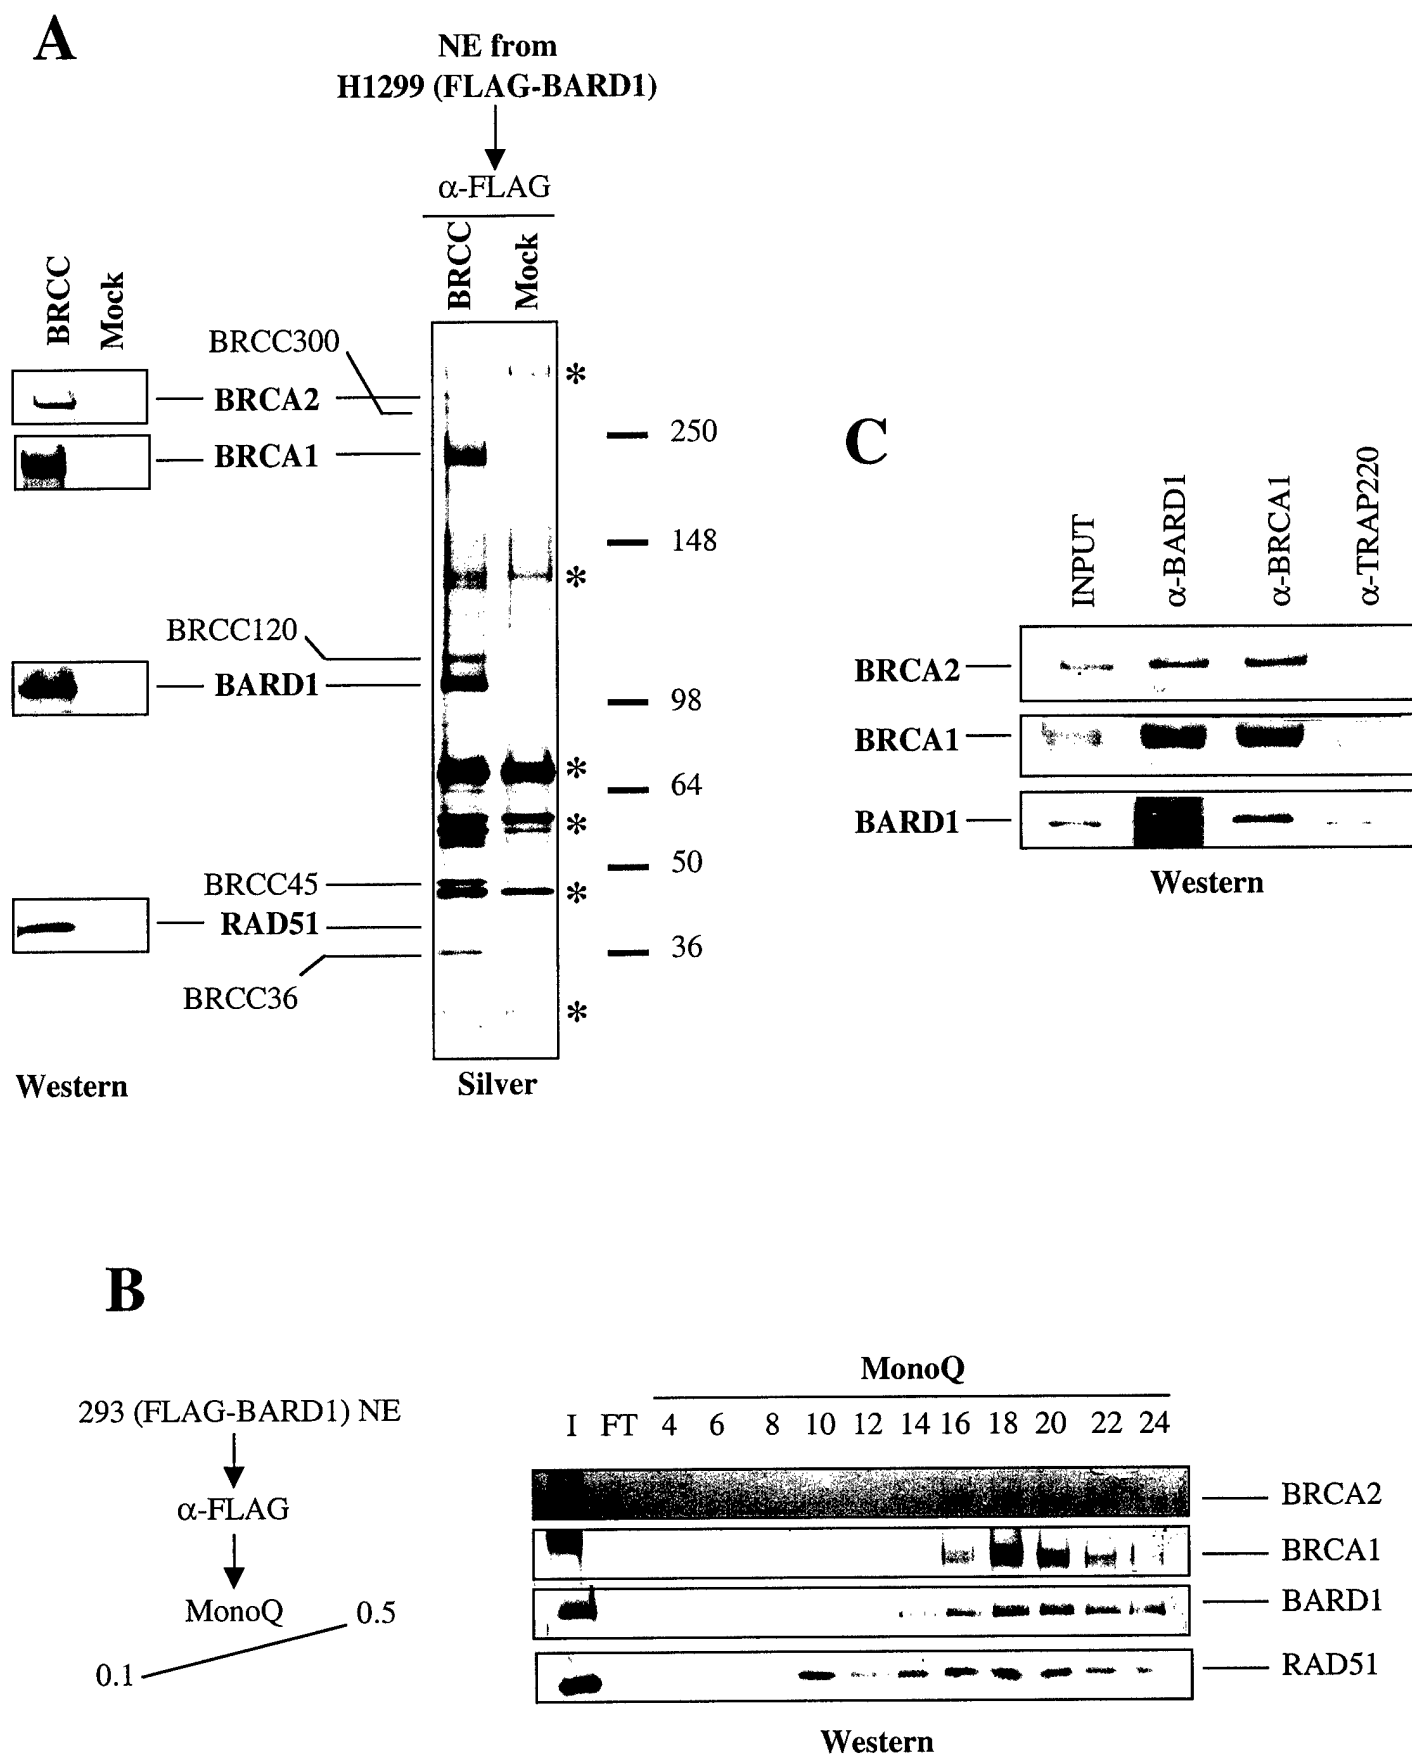 A
NE from
H1299 (FLAG-BARD1)
α-FLAG
BRCC
Mock
BRCC
Mock
BRCC300
BRCA2
BRCA1
BRCC120
BARD1
BRCC45
RAD51
BRCC36
*
*
*
*
*
*
250
148
98
64
50
36
Western
Silver
C
INPUT
α-BARD1
α-BRCA1
α-TRAP220
BRCA2
BRCA1
BARD1
Western
B
293 (FLAG-BARD1) NE
α-FLAG
MonoQ
0.5
0.1
MonoQ
I FT 4 6 8 10 12 14 16 18 20 22 24
BRCA2
BRCA1
BARD1
RAD51
Western